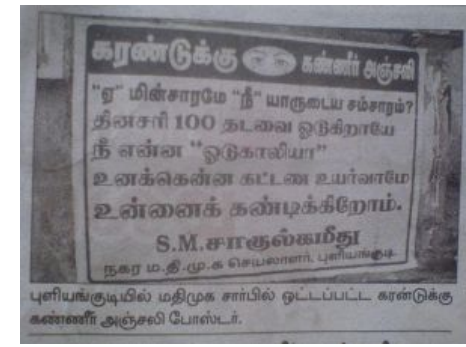 கரண்டுக்கு கண்ணீர் அஞ்சலி
"ஏ" மின்சாரமே "நீ" யாருடைய சம்சாரம்?
தினசரி 100 தடவை ஓடுகிறாயே
நீ என்ன "ஓடுகாலியா"
உனக்கென்ன கட்டண உயர்வாமே
உன்னைக் கண்டிக்கிறோம்.
S.M.சாகுல்கமீது
நகர ம.தி.மு.க செயலாளர், புளியங்குடி
புளியங்குடியில் மதிமுக சார்பில் ஒட்டப்பட்ட கரண்டுக்கு
கண்ணீர் அஞ்சலி போஸ்டர்.